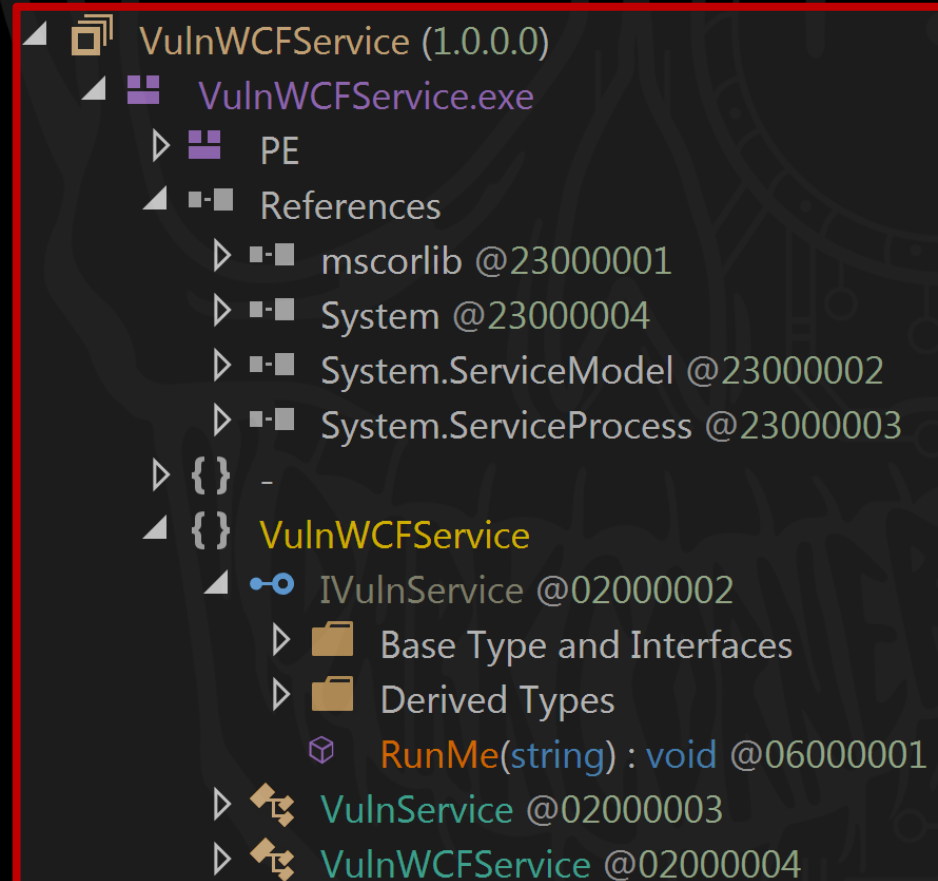 VulnWCFService (1.0.0.0)
VulnWCFService.exe
PE
References
mscorlib @23000001
System @23000004
System.ServiceModel @23000002
System.ServiceProcess @23000003
{ } -
{ } VulnWCFService
IVulnService @02000002
Base Type and Interfaces
Derived Types
RunMe(string) : void @06000001
VulnService @02000003
VulnWCFService @02000004